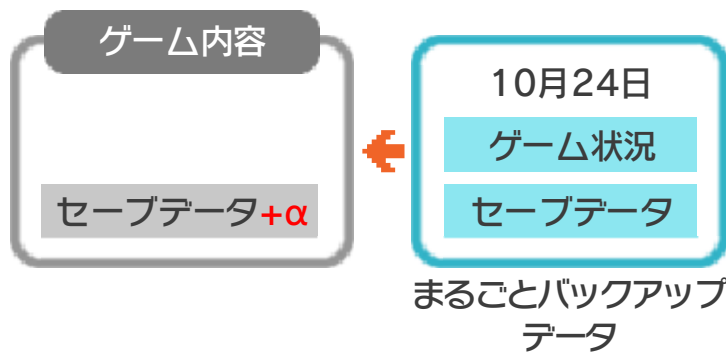 ゲーム内容
セーブデータ+α
10月24日
ゲーム状況
セーブデータ
まるごとバックアップ
データ